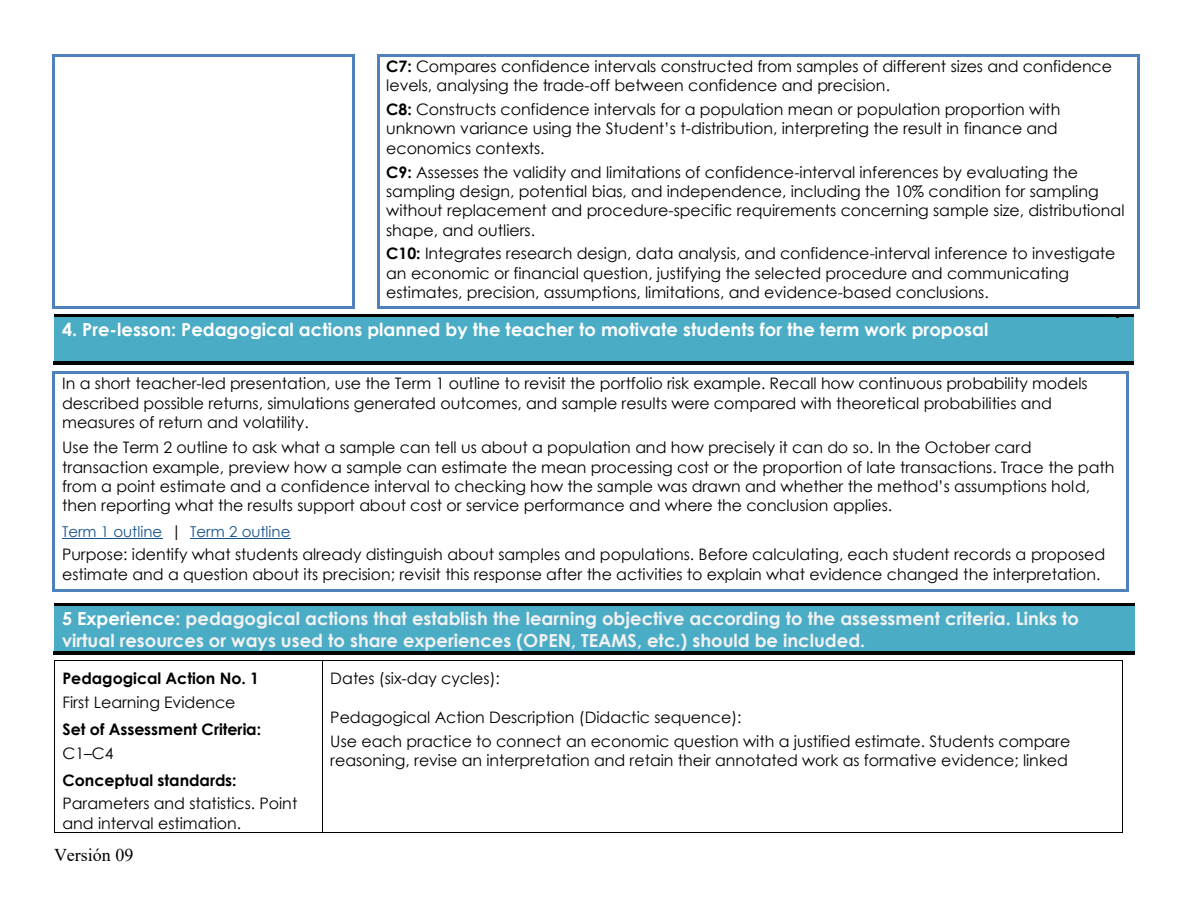 C7: Compares confidence intervals constructed from samples of different sizes and confidence
levels, analysing the trade-off between confidence and precision.
C8: Constructs confidence intervals for a population mean or population proportion with
unknown variance using the Student’s t-distribution, interpreting the result in finance and
economics contexts.
C9: Assesses the validity and limitations of confidence-interval inferences by evaluating the
sampling design, potential bias, and independence, including the 10% condition for sampling
without replacement and procedure-specific requirements concerning sample size, distributional
shape, and outliers.
C10: Integrates research design, data analysis, and confidence-interval inference to investigate
an economic or financial question, justifying the selected procedure and communicating
estimates, precision, assumptions, limitations, and evidence-based conclusions.
4. Pre-lesson: Pedagogical actions planned by the teacher to motivate students for the term work proposal
In a short teacher-led presentation, use the Term 1 outline to revisit the portfolio risk example. Recall how continuous probability models
described possible returns, simulations generated outcomes, and sample results were compared with theoretical probabilities and
measures of return and volatility.
Use the Term 2 outline to ask what a sample can tell us about a population and how precisely it can do so. In the October card
transaction example, preview how a sample can estimate the mean processing cost or the proportion of late transactions. Trace the path
from a point estimate and a confidence interval to checking how the sample was drawn and whether the method’s assumptions hold,
then reporting what the results support about cost or service performance and where the conclusion applies.
Term 1 outline | Term 2 outline
Purpose: identify what students already distinguish about samples and populations. Before calculating, each student records a proposed
estimate and a question about its precision; revisit this response after the activities to explain what evidence changed the interpretation.
5 Experience: pedagogical actions that establish the learning objective according to the assessment criteria. Links to
virtual resources or ways used to share experiences (OPEN, TEAMS, etc.) should be included.
Pedagogical Action No. 1
First Learning Evidence
Set of Assessment Criteria:
C1–C4
Conceptual standards:
Parameters and statistics. Point
and interval estimation.
Dates (six-day cycles):
Pedagogical Action Description (Didactic sequence):
Use each practice to connect an economic question with a justified estimate. Students compare
reasoning, revise an interpretation and retain their annotated work as formative evidence; linked
Versión 09